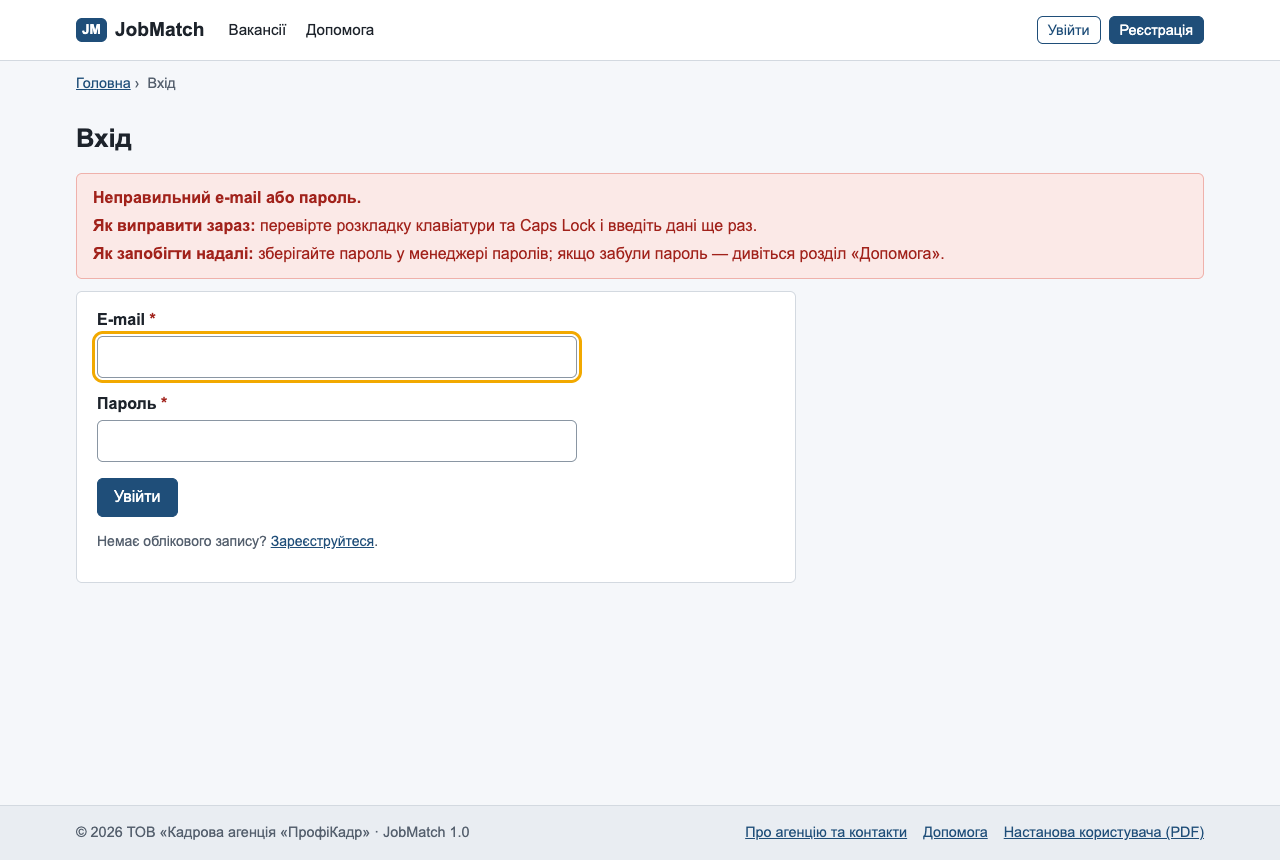 JM JobMatch Вакансії Допомога Увійти Реєстрація
Головна › Вхід
Вхід
Неправильний e-mail або пароль.
Як виправити зараз: перевірте розкладку клавіатури та Caps Lock і введіть дані ще раз.
Як запобігти надалі: зберігайте пароль у менеджері паролів; якщо забули пароль — дивіться розділ «Допомога».
E-mail *
Пароль *
Увійти
Немає облікового запису? Зареєструйтеся.
© 2026 ТОВ «Кадрова агенція «ПрофіКадр» · JobMatch 1.0 Про агенцію та контакти Допомога Настанова користувача (PDF)